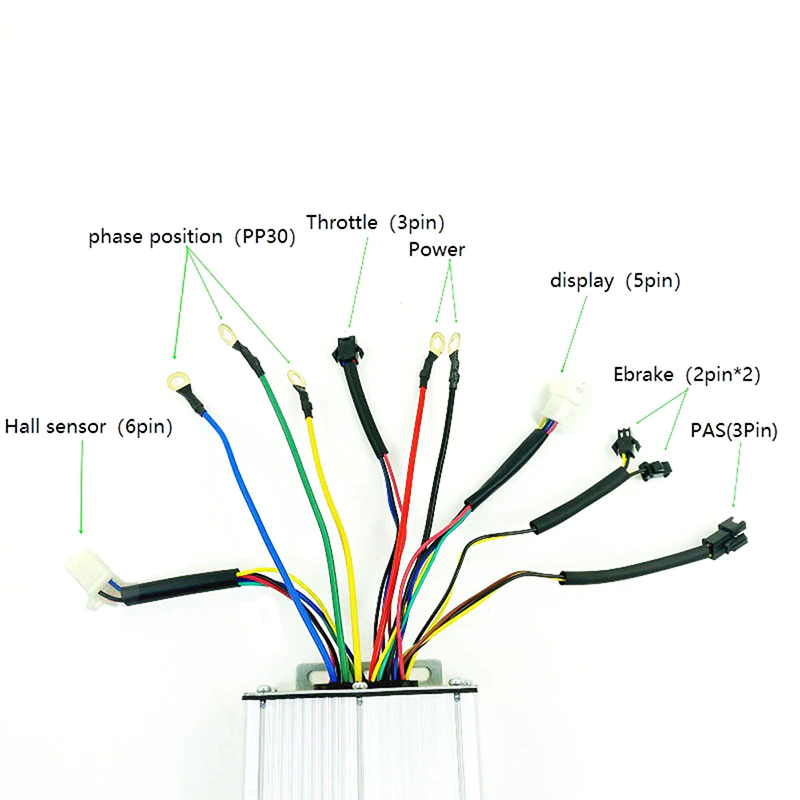 Throttle（3pin）
phase position（PP30）
Power
display（5pin）
Ebrake（2pin*2）
Hall sensor（6pin）
PAS(3Pin)